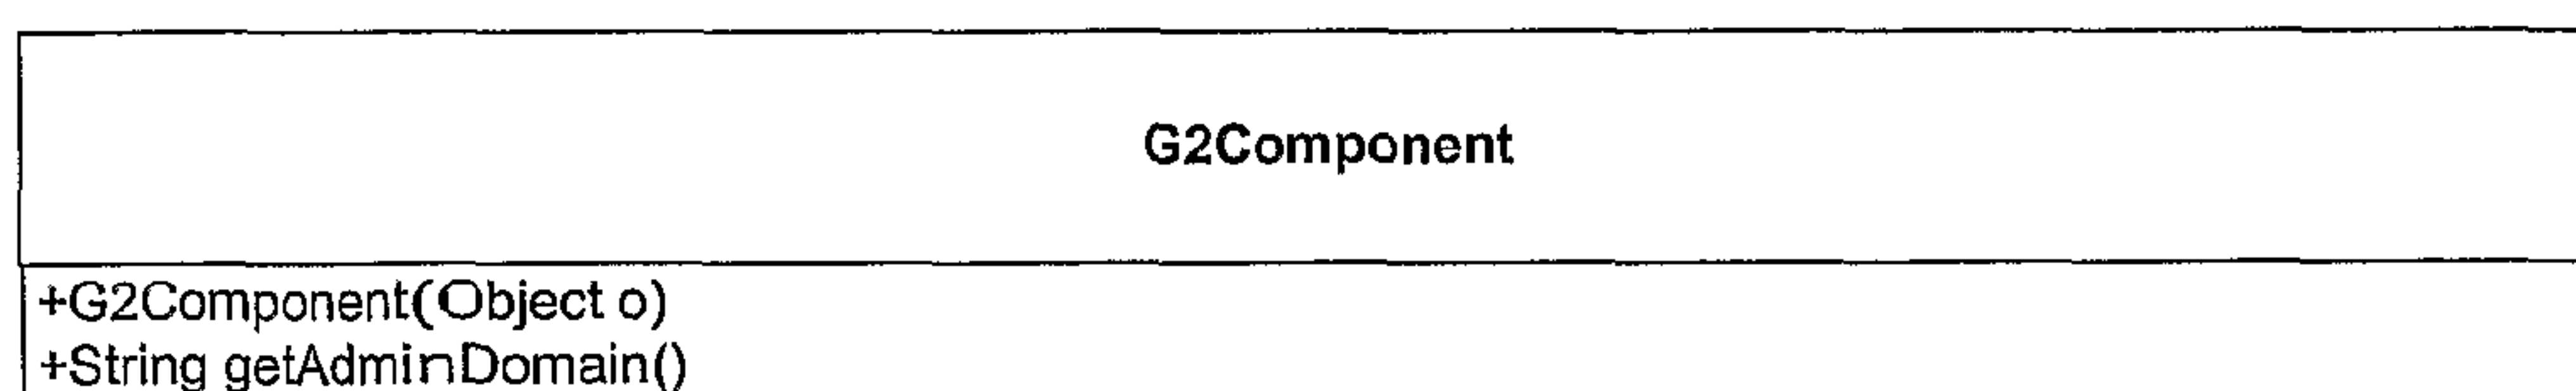 G2Component
+G2Component(Object o)
+String getAdminDomain()